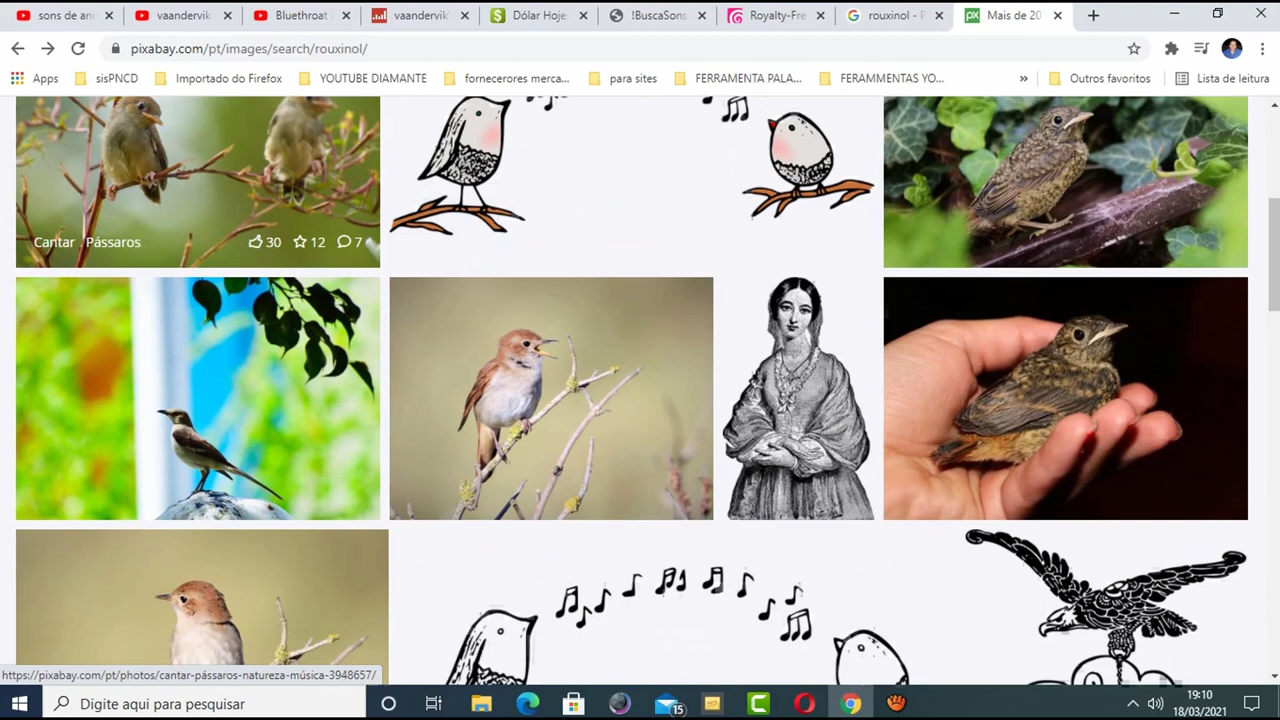 sons de ani
vaandervik
Bluethroat
vaandervik
Dólar Hoje:
!BuscaSons
Royalty-Fre
rouxinol - P
Mais de 20
pixabay.com/pt/images/search/rouxinol/
Apps
sisPNCD
Importado do Firefox
YOUTUBE DIAMANTE
fornecerores merca...
para sites
FERRAMENTA PALA...
FERAMMENTAS YO...
»
Outros favoritos
Lista de leitura
Cantar , Pássaros
30
12
7
https://pixabay.com/pt/photos/cantar-pássaros-natureza-música-3948657/
Digite aqui para pesquisar
15
19:10
18/03/2021